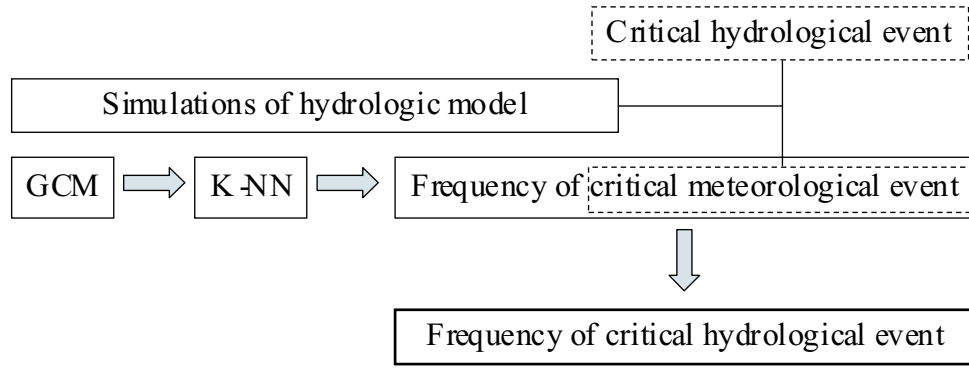 Critical hydrological event
Simulations of hydrologic model
GCM
K-NN
Frequency of critical meteorological event
Frequency of critical hydrological event